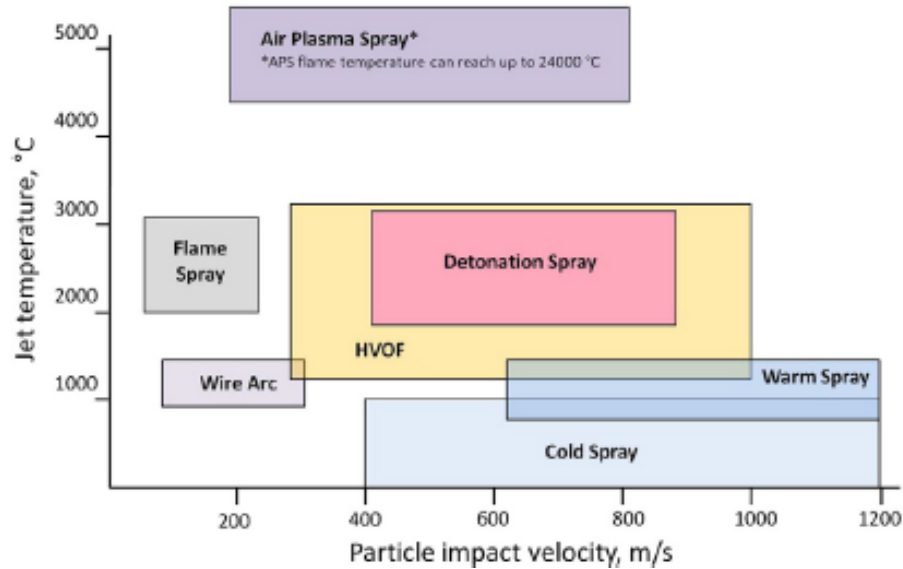 5000
4000
3000
2000
1000
Jet temperature, °C
Air Plasma Spray*
*APS flame temperature can reach up to 24000 °C
Flame
Spray
Detonation Spray
HVOF
Wire Arc
Warm Spray
Cold Spray
200
400
600
800
1000
1200
Particle impact velocity, m/s